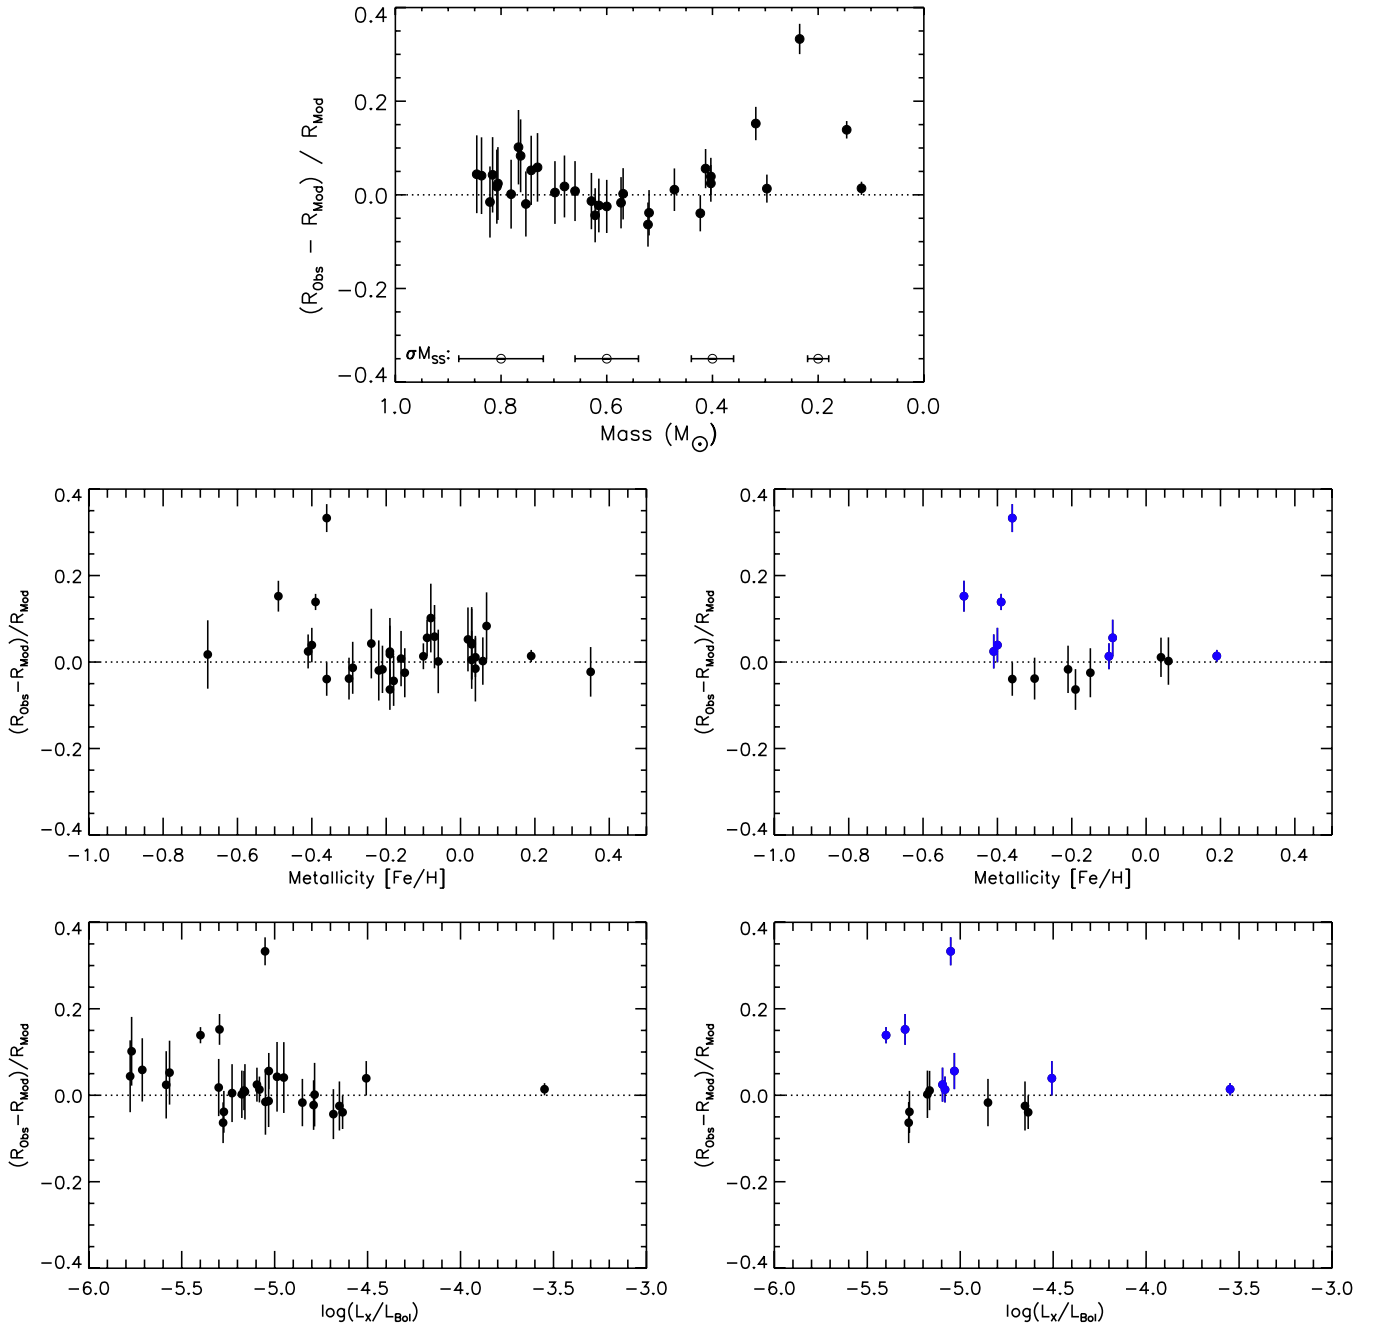 0.4
0.2
0.0
−0.2
−0.4
(R_Obs − R_Mod) / R_Mod
σM_SS:
1.0 0.8 0.6 0.4 0.2 0.0
Mass (M_⊙)
0.4
0.2
0.0
−0.2
−0.4
(R_Obs−R_Mod)/R_Mod
−1.0 −0.8 −0.6 −0.4 −0.2 0.0 0.2 0.4
Metallicity [Fe/H]
0.4
0.2
0.0
−0.2
−0.4
(R_Obs−R_Mod)/R_Mod
−1.0 −0.8 −0.6 −0.4 −0.2 0.0 0.2 0.4
Metallicity [Fe/H]
0.4
0.2
0.0
−0.2
−0.4
(R_Obs−R_Mod)/R_Mod
−6.0 −5.5 −5.0 −4.5 −4.0 −3.5 −3.0
log(L_X/L_Bol)
0.4
0.2
0.0
−0.2
−0.4
(R_Obs−R_Mod)/R_Mod
−6.0 −5.5 −5.0 −4.5 −4.0 −3.5 −3.0
log(L_X/L_Bol)